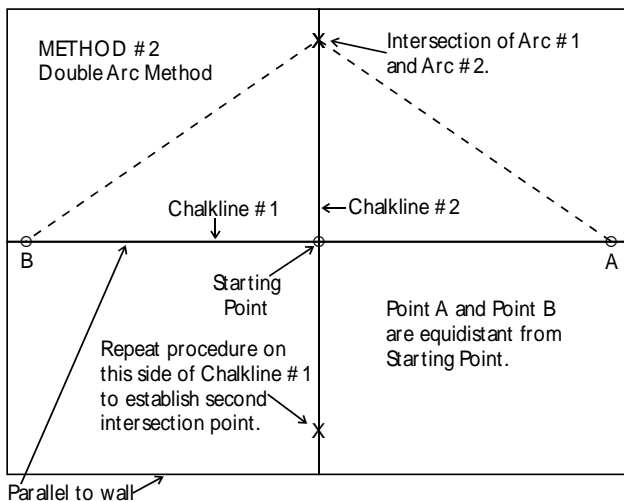 METHOD #2
Double Arc Method
X
Intersection of Arc #1
and Arc #2.
Chalkline #1
Chalkline #2
B
A
Starting
Point
Point A and Point B
are equidistant from
Starting Point.
Repeat procedure on
this side of Chalkline #1
to establish second
intersection point.
X
Parallel to wall